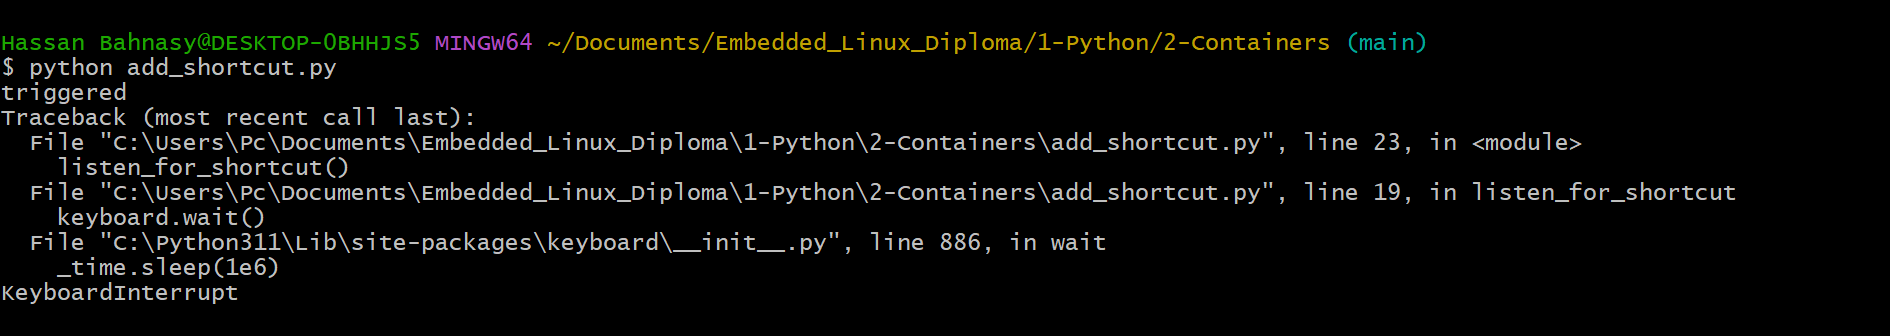 Hassan Bahnasy@DESKTOP-0BHHJS5 MINGW64 ~/Documents/Embedded_Linux_Diploma/1-Python/2-Containers (main)
$ python add_shortcut.py
triggered
Traceback (most recent call last):
  File "C:\Users\Pc\Documents\Embedded_Linux_Diploma\1-Python\2-Containers\add_shortcut.py", line 23, in <module>
    listen_for_shortcut()
  File "C:\Users\Pc\Documents\Embedded_Linux_Diploma\1-Python\2-Containers\add_shortcut.py", line 19, in listen_for_shortcut
    keyboard.wait()
  File "C:\Python311\Lib\site-packages\keyboard\__init__.py", line 886, in wait
    _time.sleep(1e6)
KeyboardInterrupt